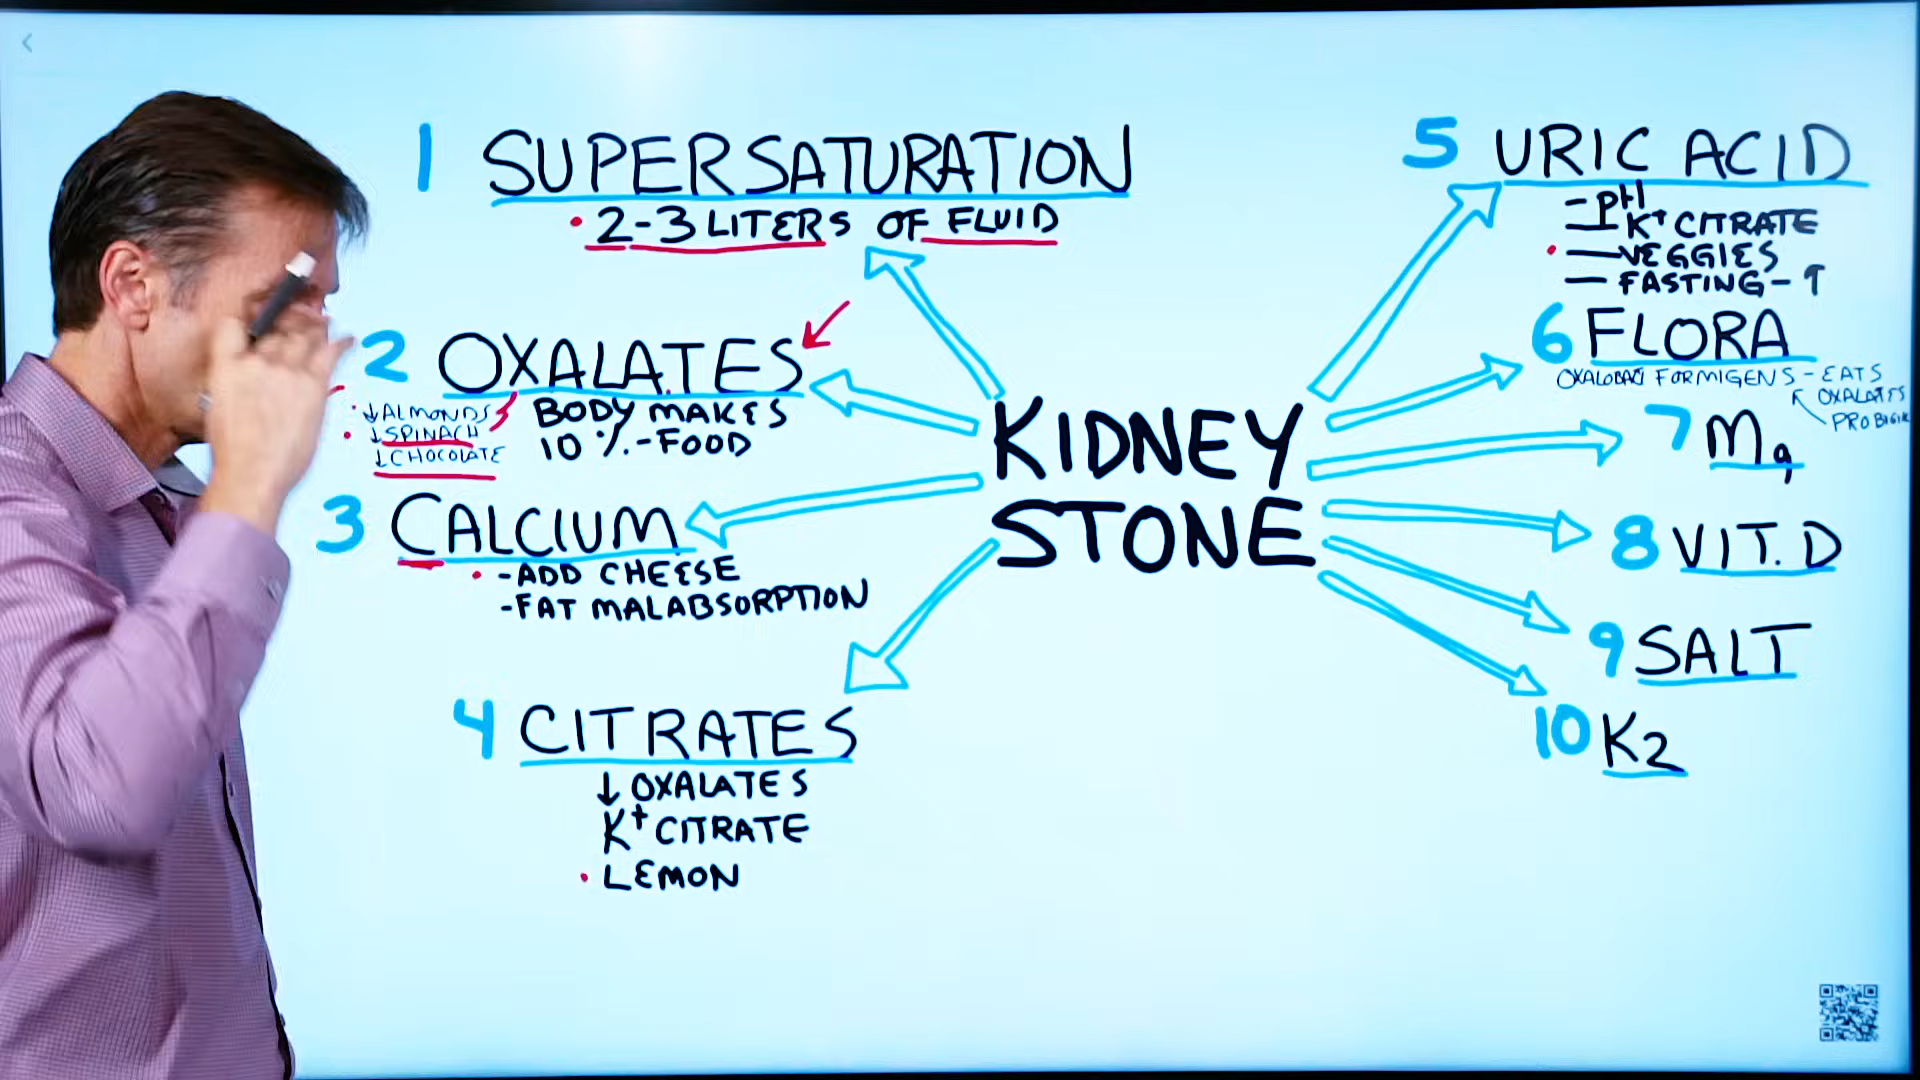 1 SUPERSATURATION
2-3 LITERS OF FLUID
2 OXALATES
↓ALMONDS
↓SPINACH
↓CHOCOLATE
BODY MAKES
10%-FOOD
3 CALCIUM
-ADD CHEESE
-FAT MALABSORPTION
4 CITRATES
↓OXALATES
K+ CITRATE
LEMON
KIDNEY
STONE
5 URIC ACID
-PH
K+ CITRATE
-VEGGIES
-FASTING-↑
6 FLORA
FORMIGENS-EATS
OXALATES
7 Mg
8 VIT. D
9 SALT
10 K2